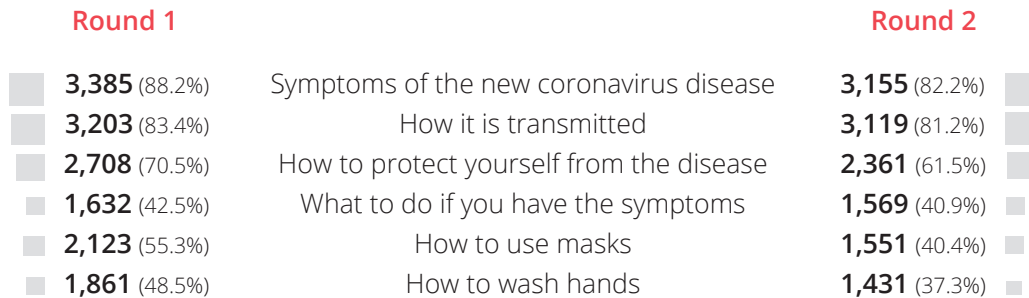 Round 1 Round 2
3,385 (88.2%) Symptoms of the new coronavirus disease 3,155 (82.2%)
3,203 (83.4%) How it is transmitted 3,119 (81.2%)
2,708 (70.5%) How to protect yourself from the disease 2,361 (61.5%)
1,632 (42.5%) What to do if you have the symptoms 1,569 (40.9%)
2,123 (55.3%) How to use masks 1,551 (40.4%)
1,861 (48.5%) How to wash hands 1,431 (37.3%)